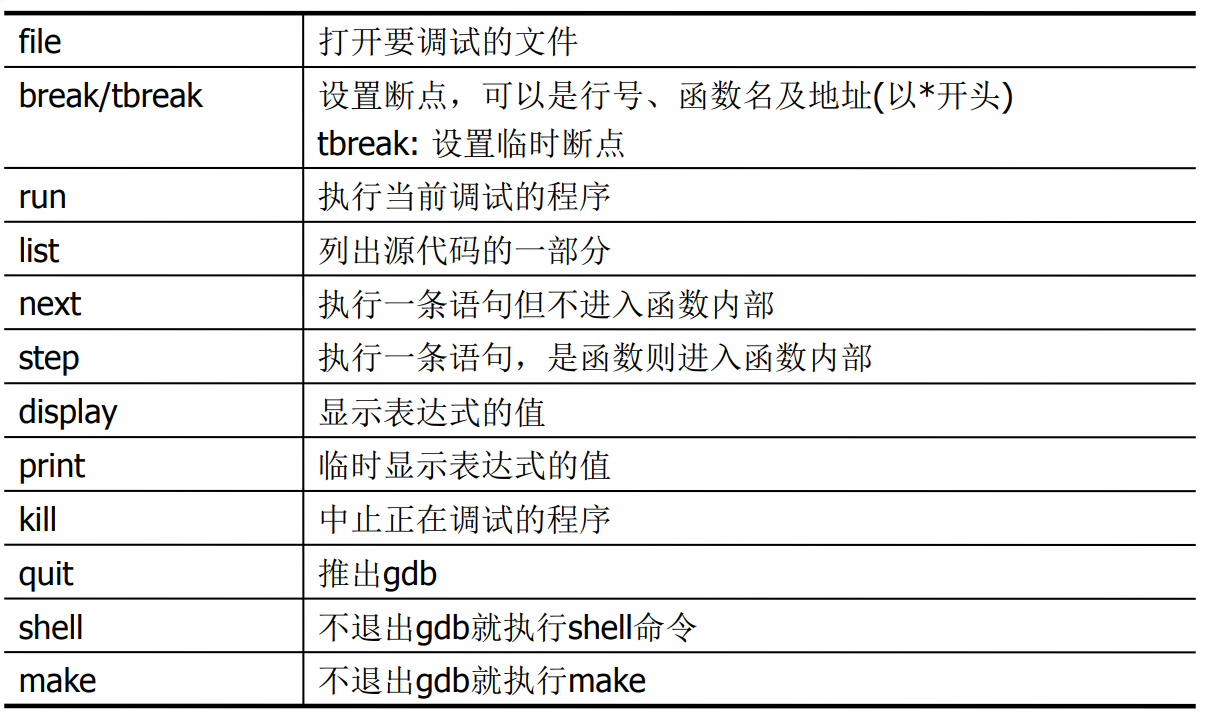 file 打开要调试的文件
break/tbreak 设置断点，可以是行号、函数名及地址(以*开头)
tbreak: 设置临时断点
run 执行当前调试的程序
list 列出源代码的一部分
next 执行一条语句但不进入函数内部
step 执行一条语句，是函数则进入函数内部
display 显示表达式的值
print 临时显示表达式的值
kill 中止正在调试的程序
quit 推出gdb
shell 不退出gdb就执行shell命令
make 不退出gdb就执行make